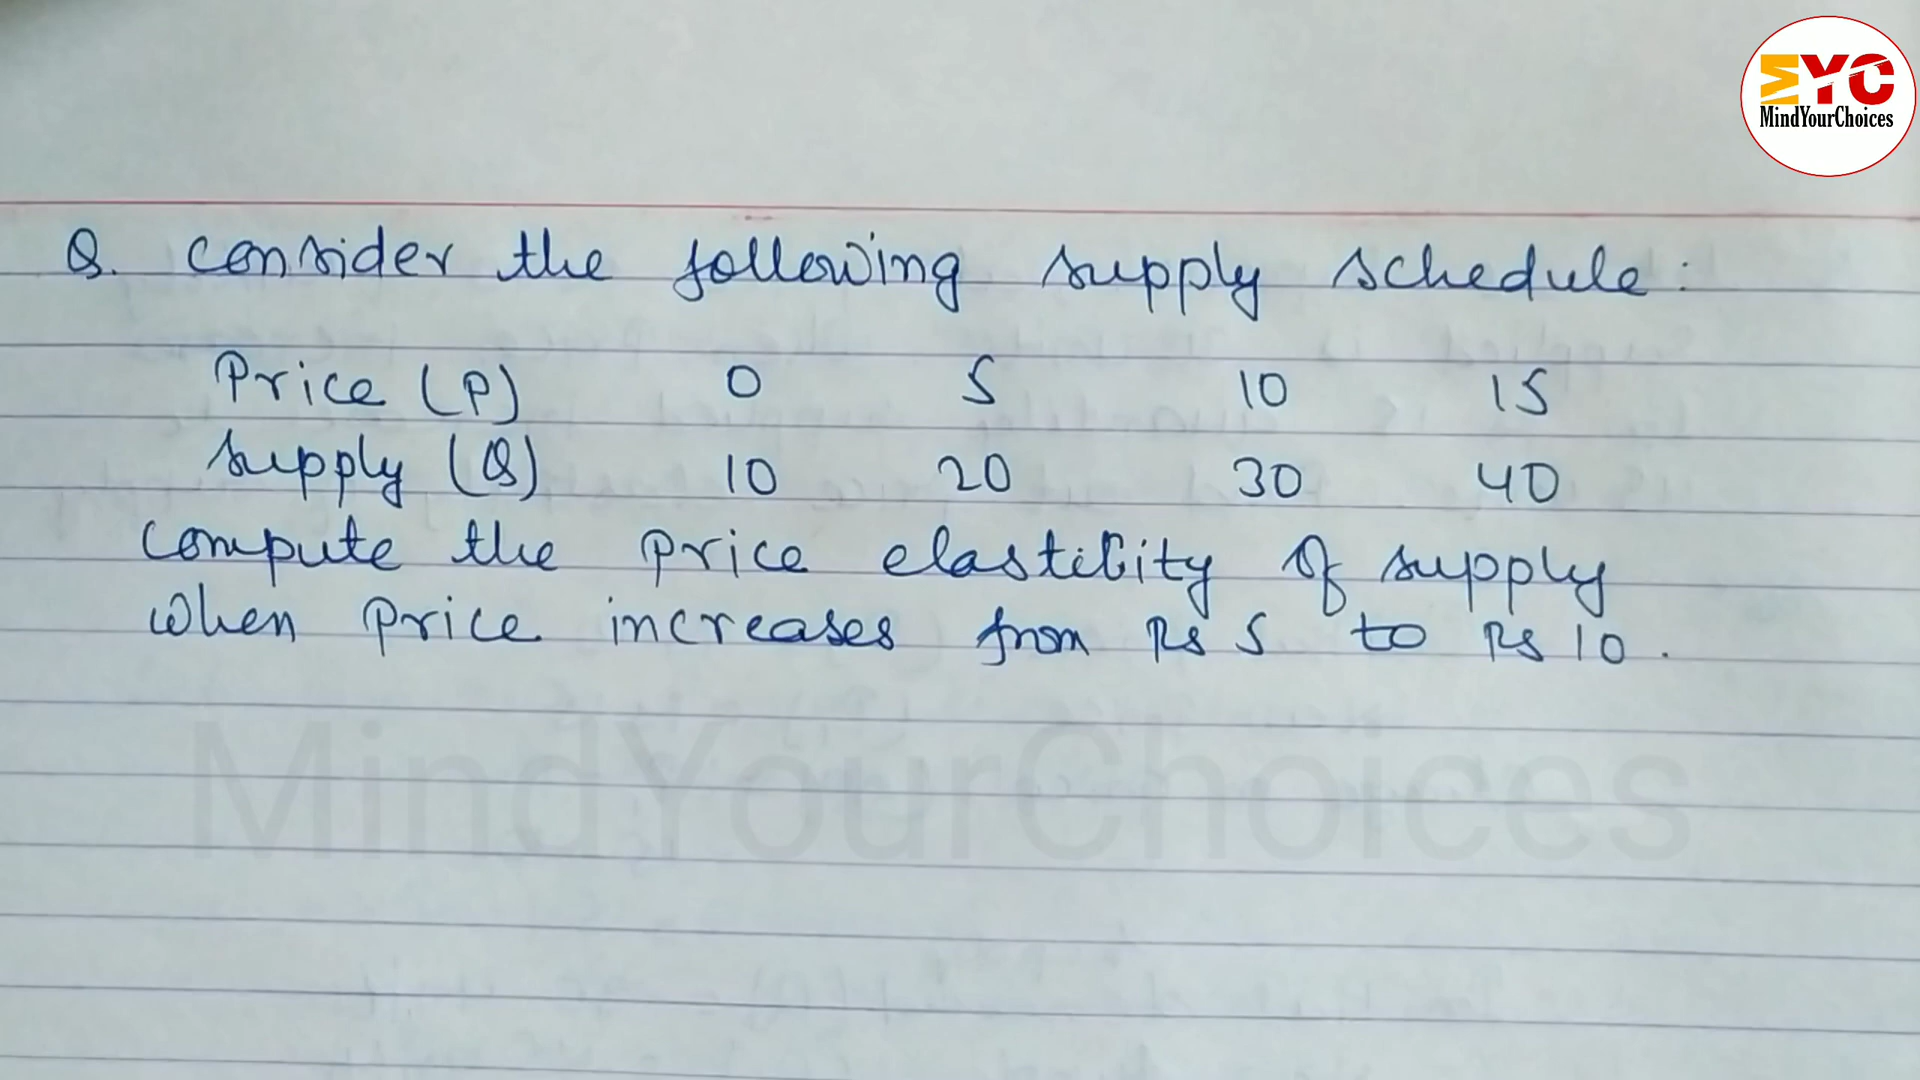 MYC
MindYourChoices
Q. Consider the following supply schedule:
Price (P) 0 5 10 15
Supply (Q) 10 20 30 40
Compute the price elasticity of supply
when price increases from Rs 5 to Rs 10.
MindYourChoices